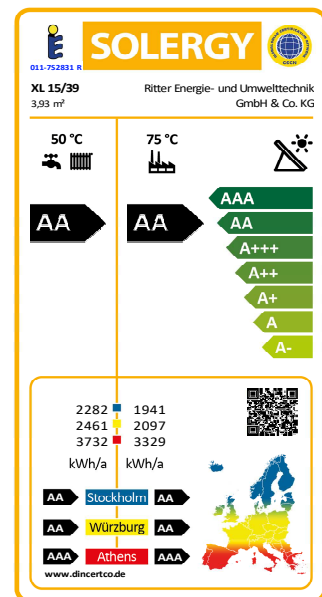 SOLERGY
011-7S2831 R
XL 15/39
Ritter Energie- und Umwelttechnik
3,93 m²
GmbH & Co. KG
50 °C
75 °C
AA
AA
AAA
AA
A+++
A++
A+
A
A-
2282 1941
2461 2097
3732 3329
kWh/a kWh/a
AA Stockholm AA
AA Würzburg AA
AAA Athens AAA
www.dincertco.de